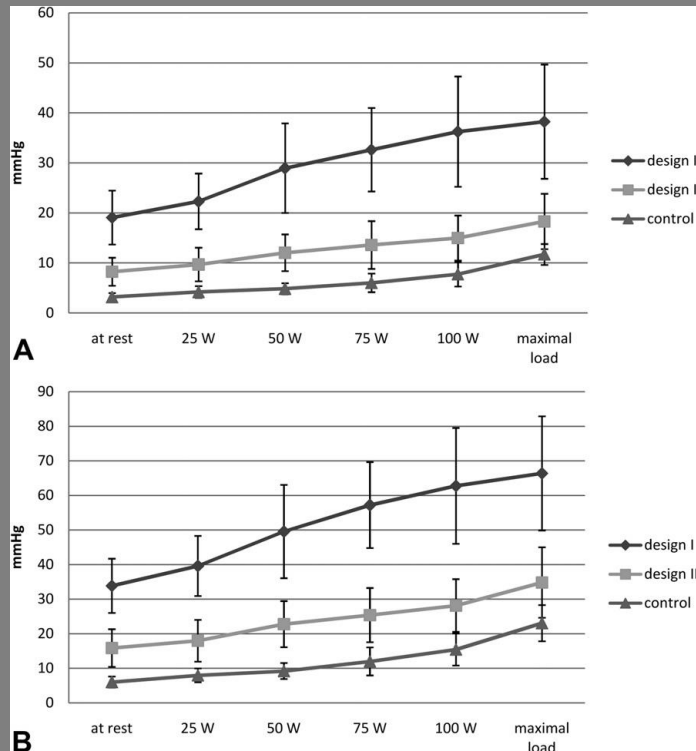 60
50
40
30
20
10
0
mmHg
at rest 25 W 50 W 75 W 100 W maximal
load
design I
design I
control
A
90
80
70
60
50
40
30
20
10
0
mmHg
at rest 25 W 50 W 75 W 100 W maximal
load
design I
design II
control
B